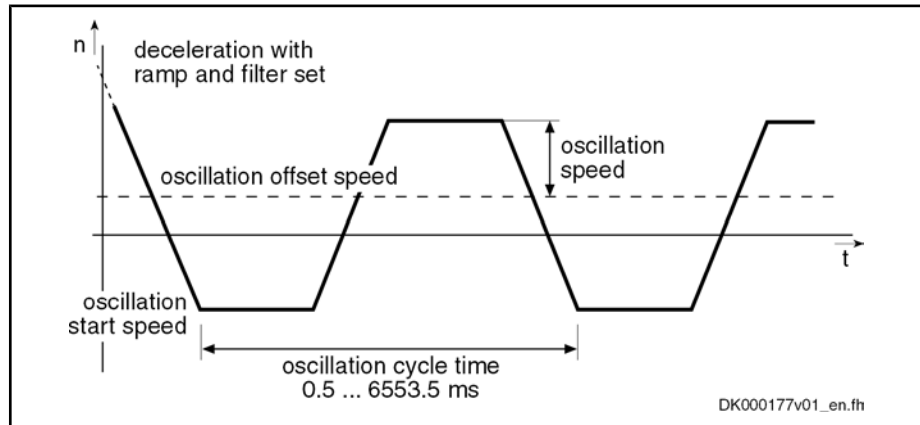 n
deceleration with
ramp and filter set
oscillation
speed
oscillation offset speed
t
oscillation
start speed
oscillation cycle time
0.5 ... 6553.5 ms
DK000177v01_en.fh